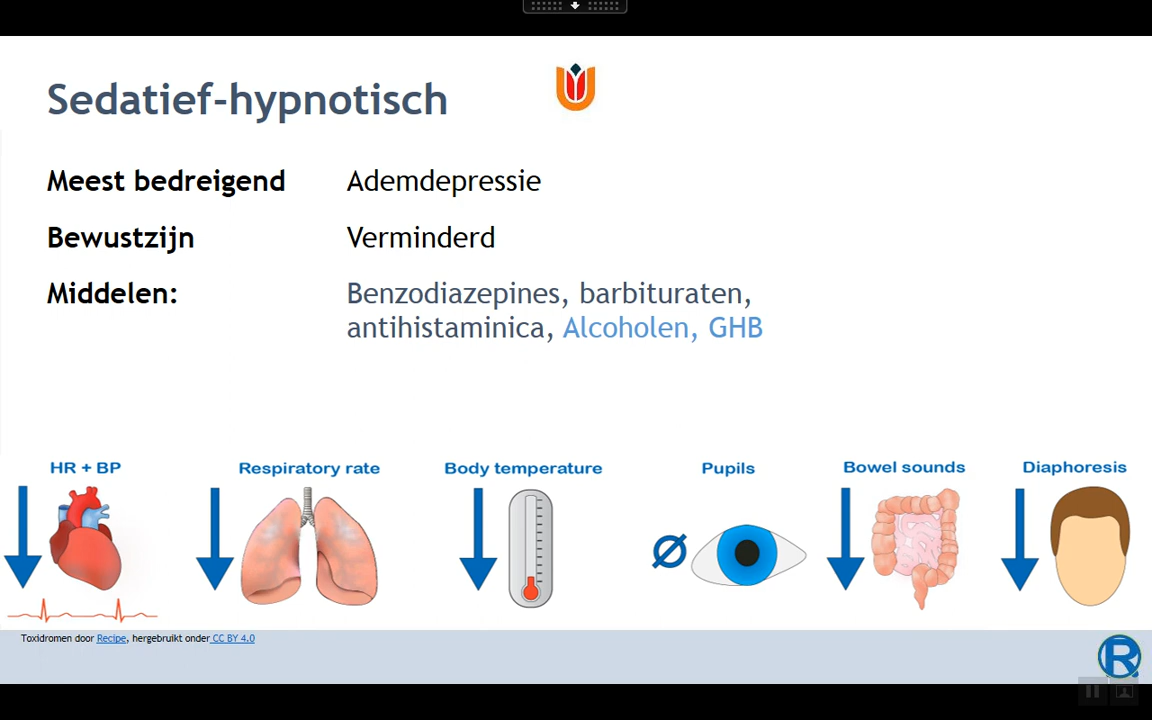 Sedatief-hypnotisch
Meest bedreigend Ademdepressie
Bewustzijn Verminderd
Middelen: Benzodiazepines, barbituraten,
antihistaminica, Alcoholen, GHB
HR + BP Respiratory rate Body temperature Pupils Bowel sounds Diaphoresis
Toxidromen door Recipe, hergebruikt onder CC BY 4.0
R